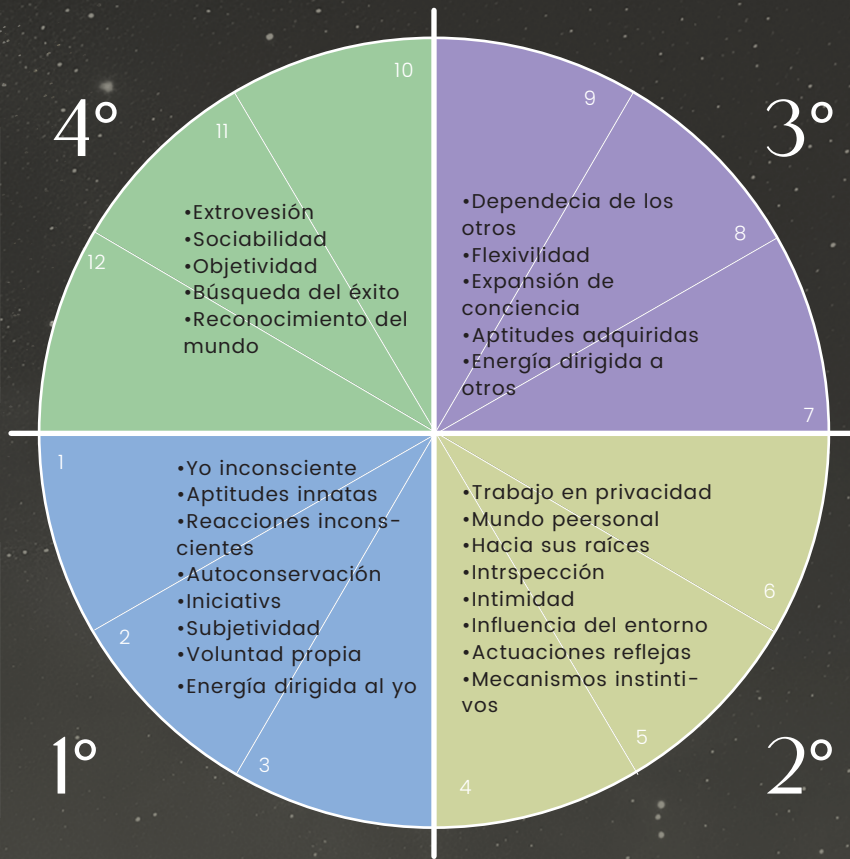 4°
10
11
12
•Extrovesión
•Sociabilidad
•Objetividad
•Búsqueda del éxito
•Reconocimiento del
mundo
3°
9
8
7
•Dependecia de los
otros
•Flexivilidad
•Expansión de
conciencia
•Aptitudes adquiridas
•Energía dirigida a
otros
1
2
3
•Yo inconsciente
•Aptitudes innatas
•Reacciones incons-
cientes
•Autoconservación
•Iniciativs
•Subjetividad
•Voluntad propia
•Energía dirigida al yo
1°
•Trabajo en privacidad
•Mundo peersonal
•Hacia sus raíces
•Intrspección
•Intimidad
•Influencia del entorno
•Actuaciones reflejas
•Mecanismos instinti-
vos
6
5
4
2°